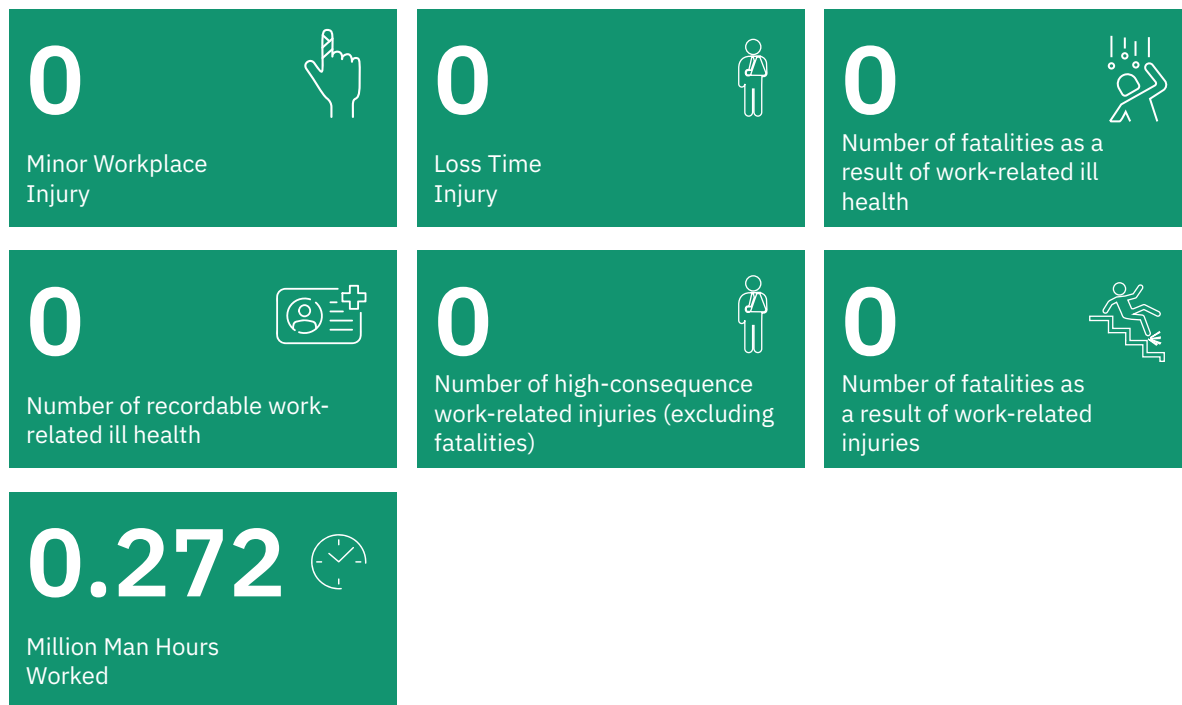 0
Minor Workplace
Injury
0
Loss Time
Injury
0
Number of fatalities as a
result of work-related ill
health
0
Number of recordable work-
related ill health
0
Number of high-consequence
work-related injuries (excluding
fatalities)
0
Number of fatalities as
a result of work-related
injuries
0.272
Million Man Hours
Worked